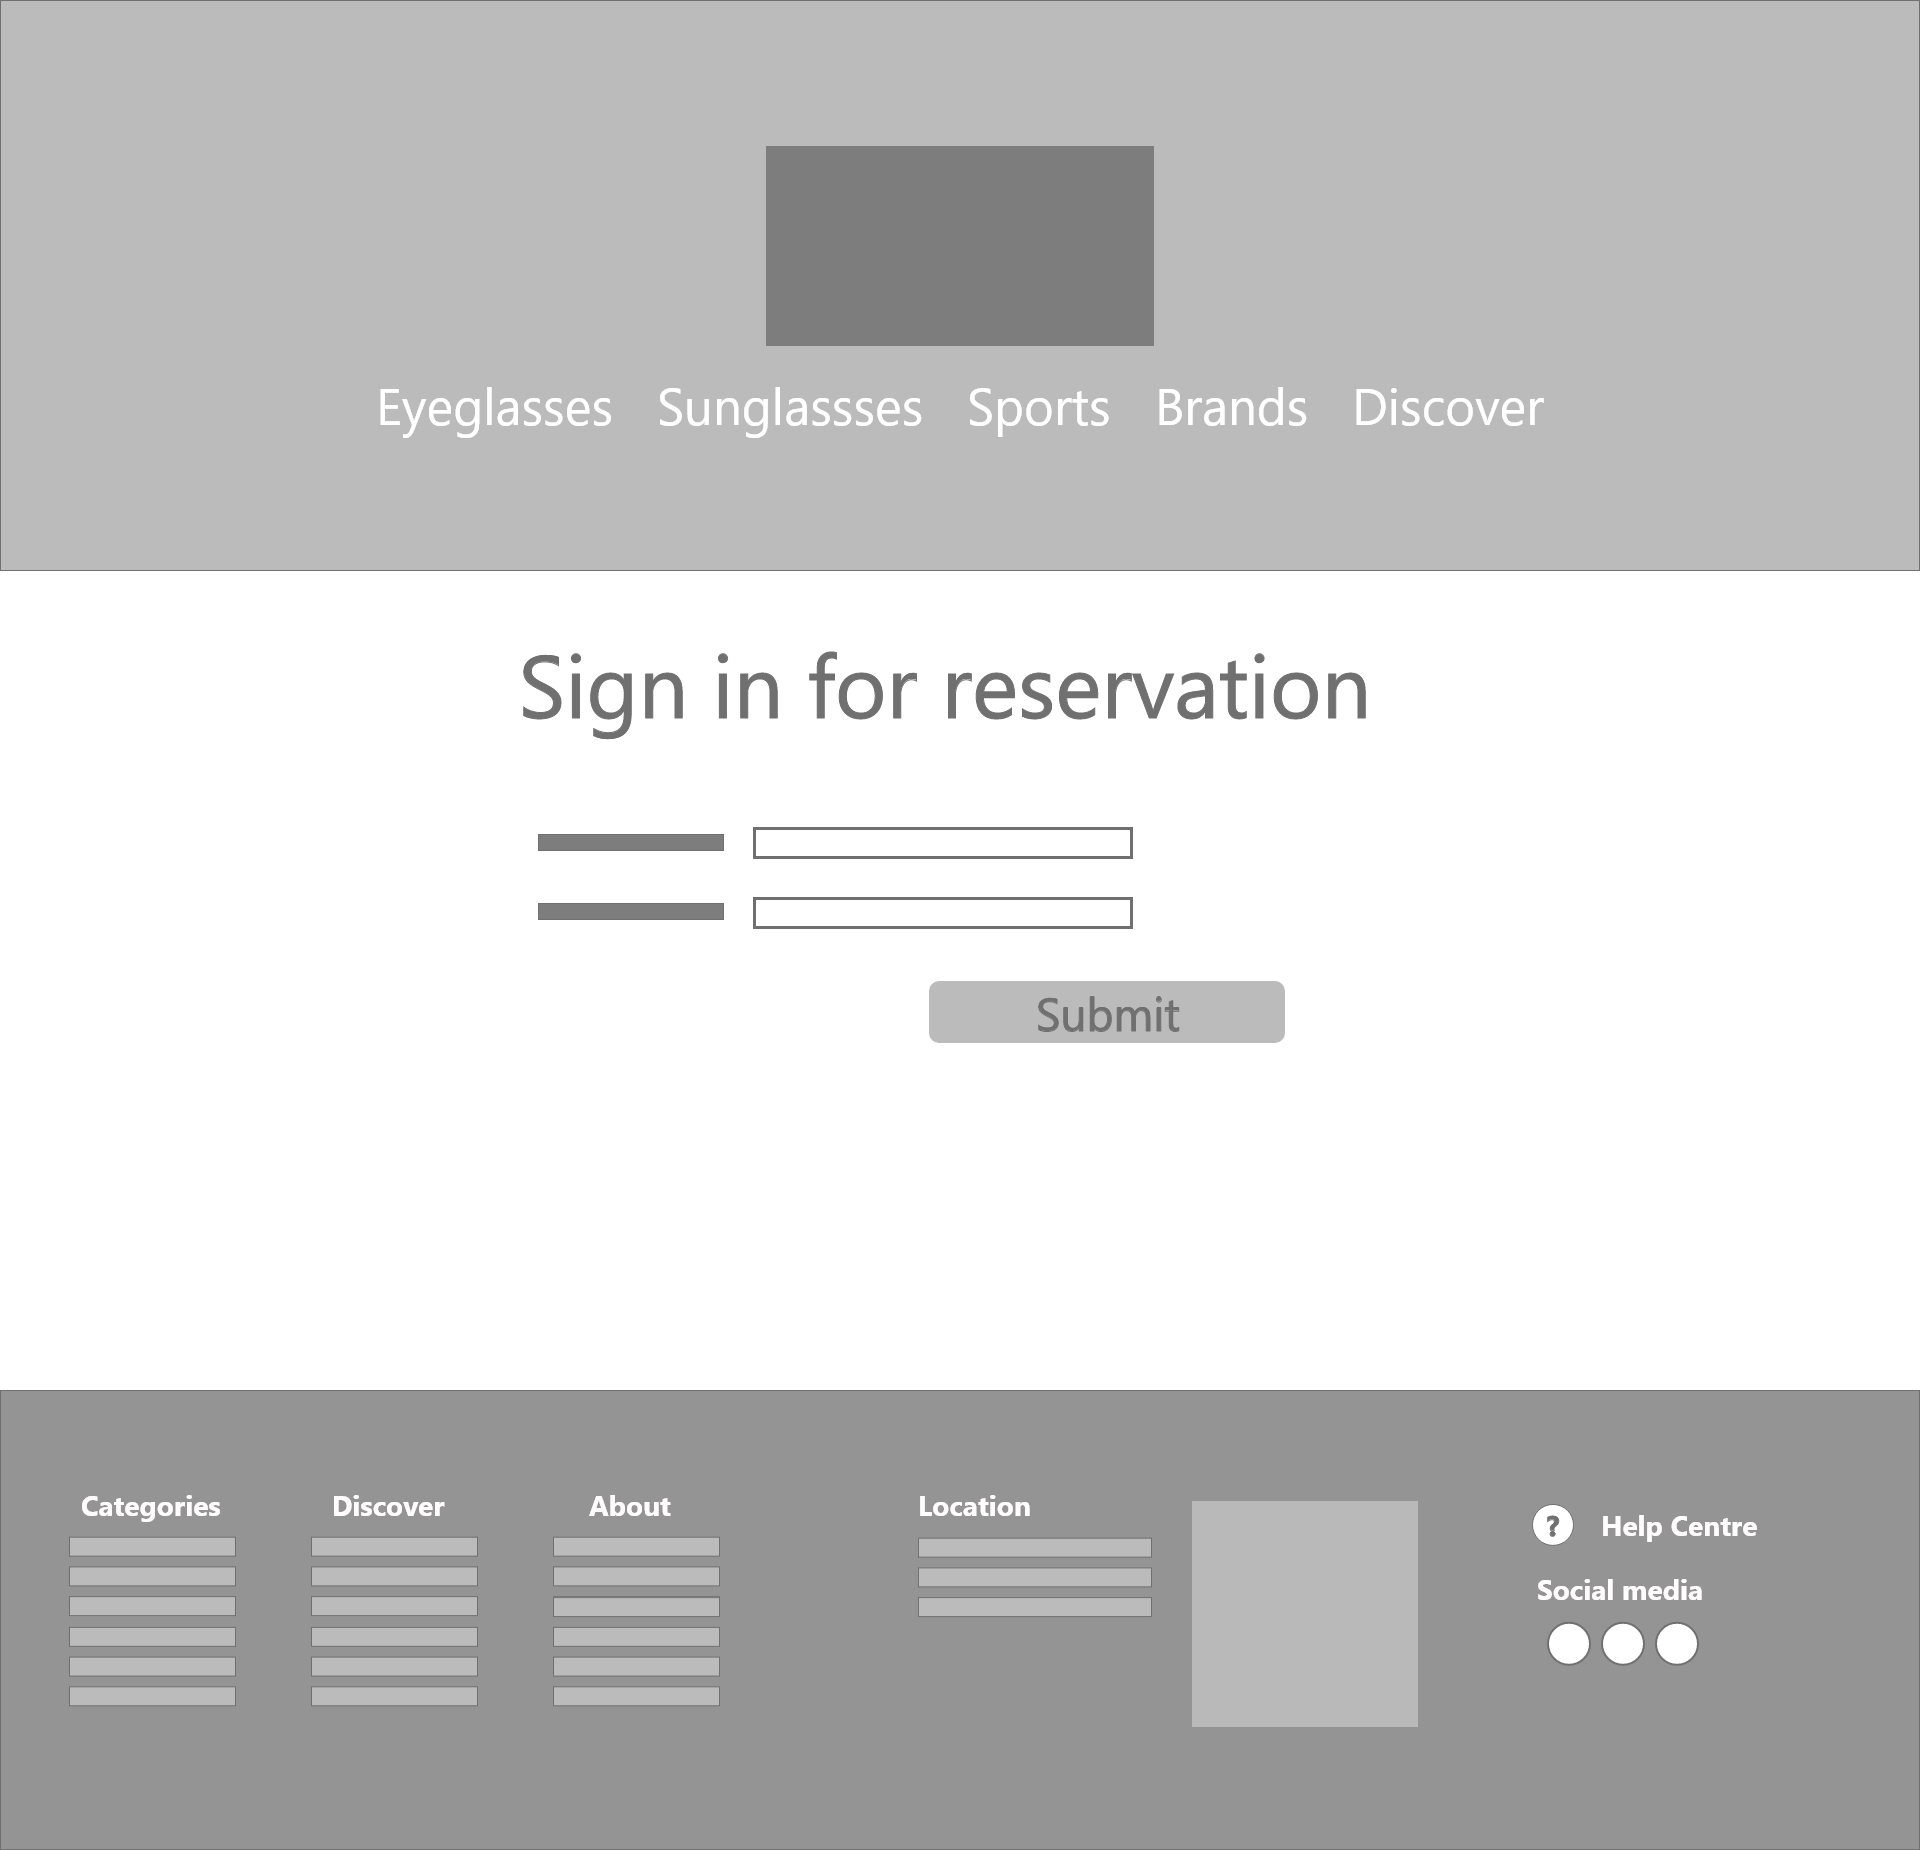 Eyeglasses Sunglassses Sports Brands Discover
Sign in for reservation
Submit
Categories Discover About Location
? Help Centre
Social media